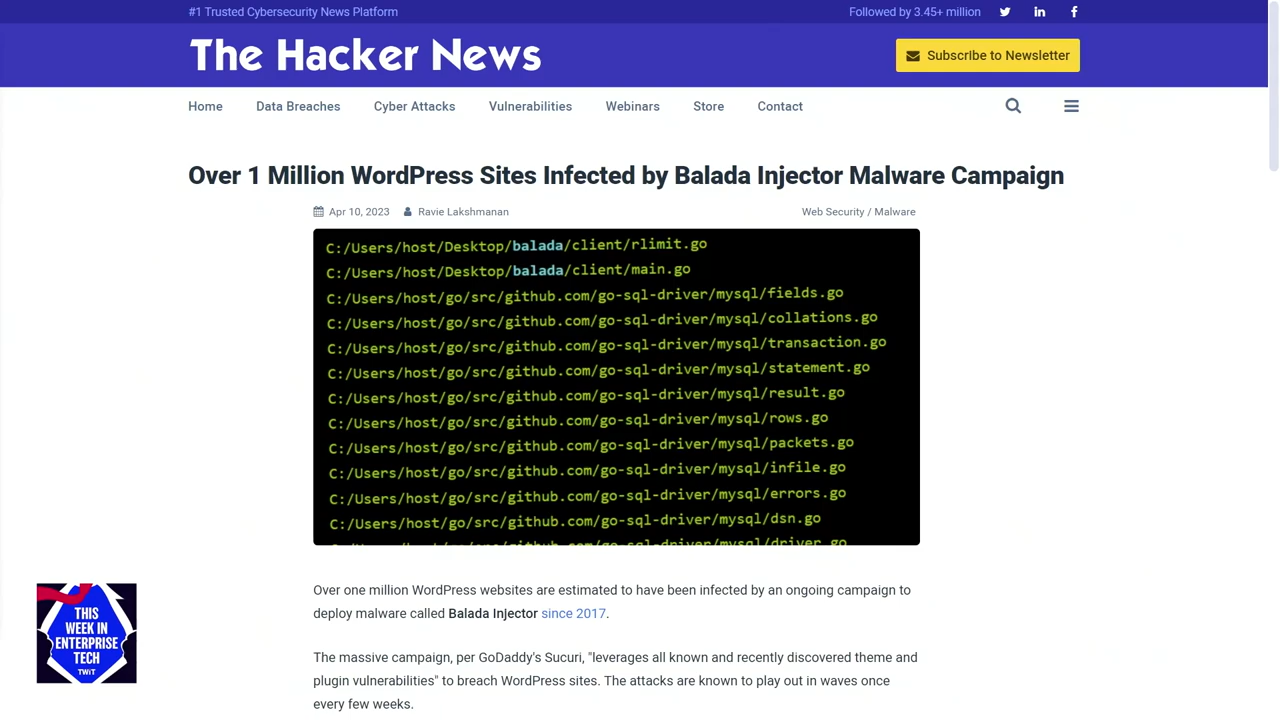 #1 Trusted Cybersecurity News Platform
Followed by 3.45+ million
The Hacker News
Subscribe to Newsletter
Home
Data Breaches
Cyber Attacks
Vulnerabilities
Webinars
Store
Contact
Over 1 Million WordPress Sites Infected by Balada Injector Malware Campaign
Apr 10, 2023
Ravie Lakshmanan
Web Security / Malware
C:/Users/host/Desktop/balada/client/rlimit.go
C:/Users/host/Desktop/balada/client/main.go
C:/Users/host/go/src/github.com/go-sql-driver/mysql/fields.go
C:/Users/host/go/src/github.com/go-sql-driver/mysql/collations.go
C:/Users/host/go/src/github.com/go-sql-driver/mysql/transaction.go
C:/Users/host/go/src/github.com/go-sql-driver/mysql/statement.go
C:/Users/host/go/src/github.com/go-sql-driver/mysql/result.go
C:/Users/host/go/src/github.com/go-sql-driver/mysql/rows.go
C:/Users/host/go/src/github.com/go-sql-driver/mysql/packets.go
C:/Users/host/go/src/github.com/go-sql-driver/mysql/infile.go
C:/Users/host/go/src/github.com/go-sql-driver/mysql/errors.go
C:/Users/host/go/src/github.com/go-sql-driver/mysql/dsn.go
C:/Users/host/go/src/github.com/go-sql-driver/mysql/driver.go
Over one million WordPress websites are estimated to have been infected by an ongoing campaign to
deploy malware called Balada Injector since 2017.
The massive campaign, per GoDaddy's Sucuri, "leverages all known and recently discovered theme and
plugin vulnerabilities" to breach WordPress sites. The attacks are known to play out in waves once
every few weeks.
THIS
WEEK IN
ENTERPRISE
TECH
TWiT